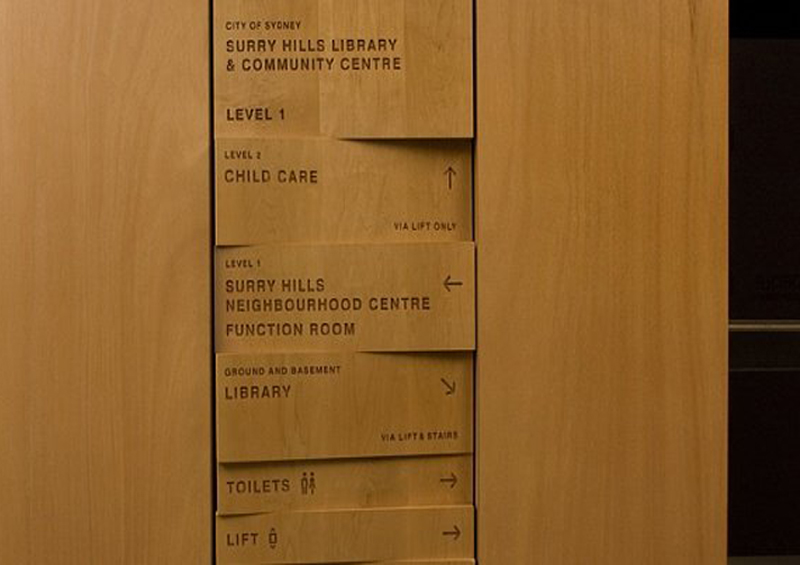 CITY OF SYDNEY
SURRY HILLS LIBRARY
& COMMUNITY CENTRE
LEVEL 1
LEVEL 2
CHILD CARE
VIA LIFT ONLY
LEVEL 1
SURRY HILLS
NEIGHBOURHOOD CENTRE
FUNCTION ROOM
GROUND AND BASEMENT
LIBRARY
VIA LIFT & STAIRS
TOILETS
LIFT